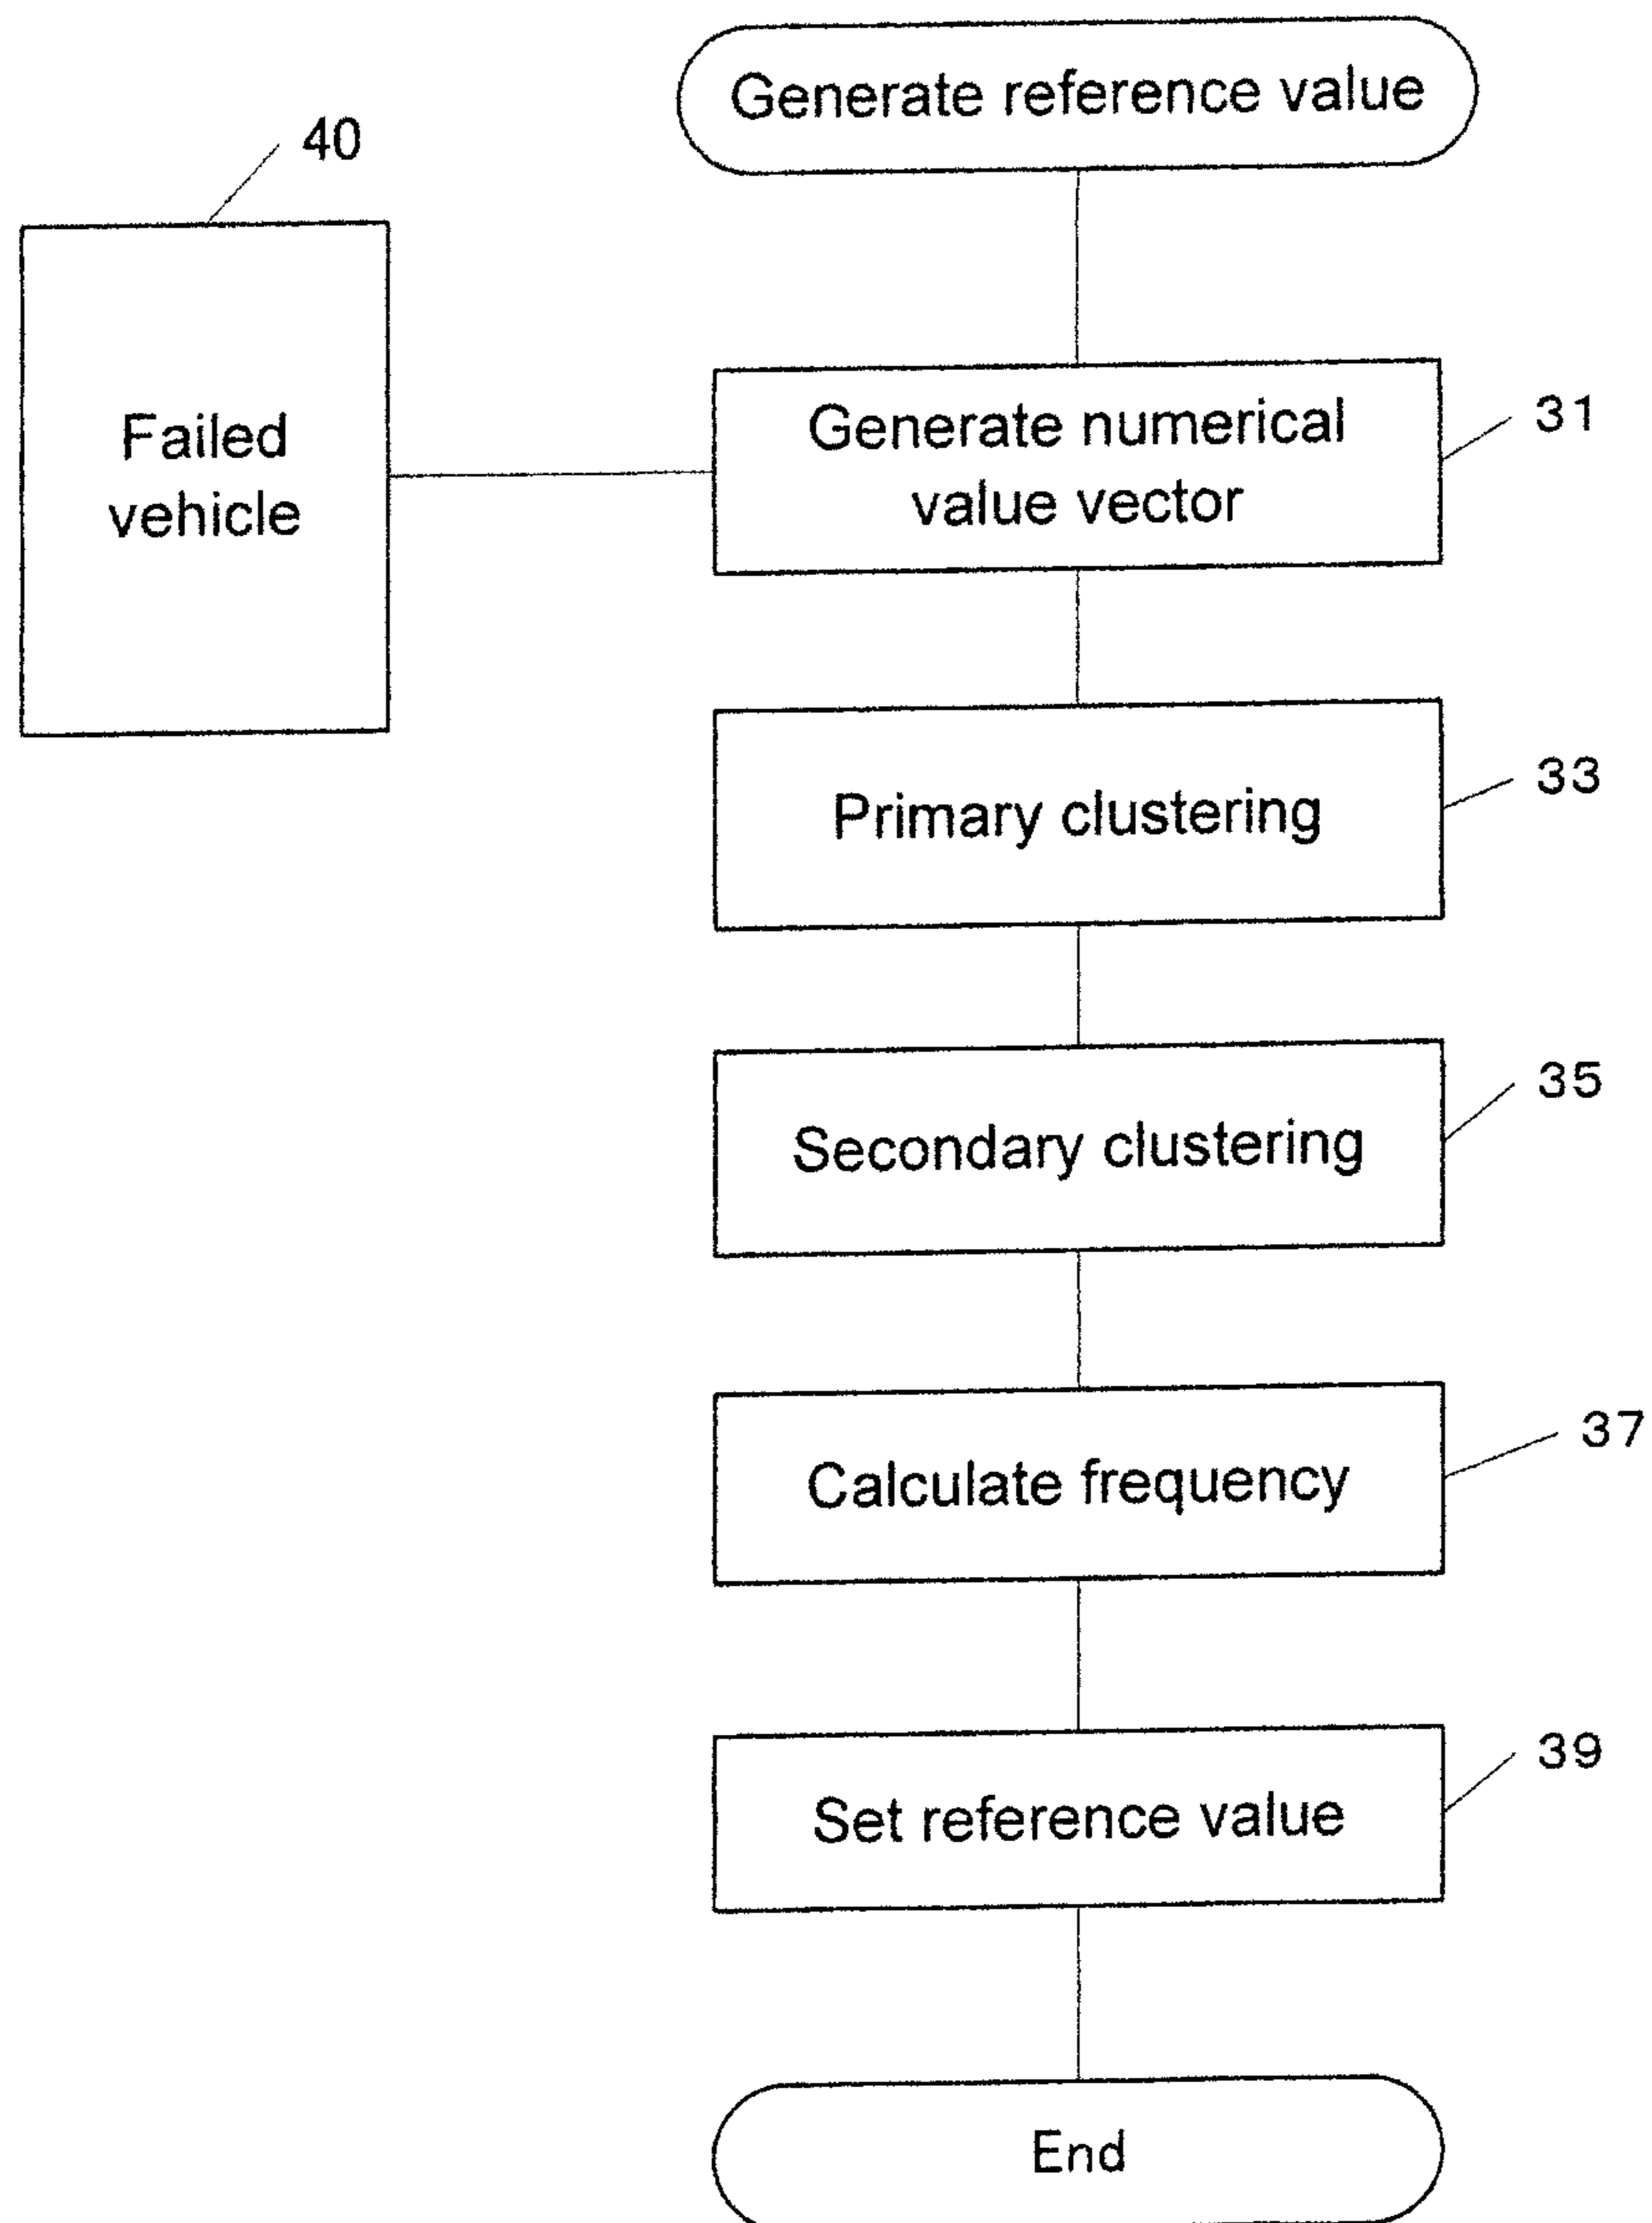 Generate reference value
40
Failed
vehicle
Generate numerical
value vector
31
Primary clustering
33
Secondary clustering
35
Calculate frequency
37
Set reference value
39
End